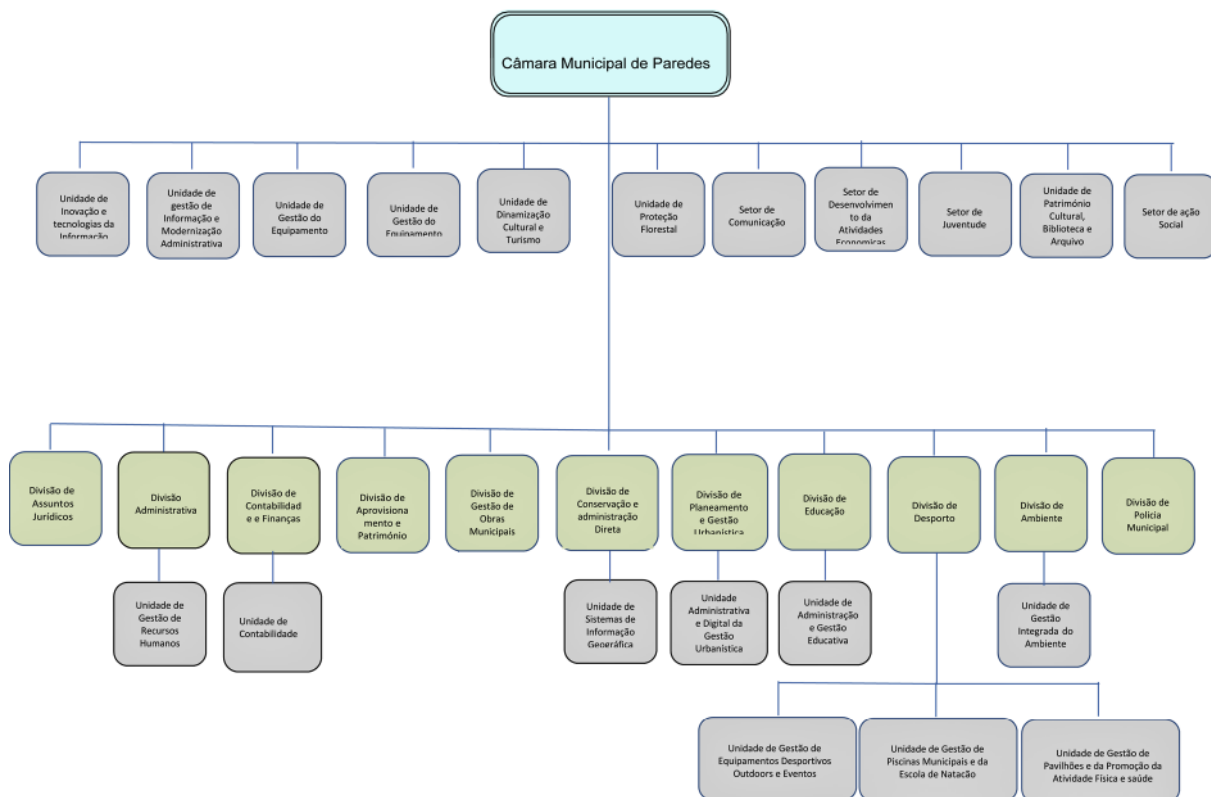 Câmara Municipal de Paredes
Unidade de
Inovação e
tecnologias da
Informação
Unidade de
gestão de
Informação e
Modernização
Administrativa
Unidade de
Gestão do
Equipamento
Unidade de
Gestão do
Equipamento
Unidade de
Dinamização
Cultural e
Turismo
Unidade de
Proteção
Florestal
Setor de
Comunicação
Setor de
Desenvolvimen
to da
Atividades
Economicas
Setor de
Juventude
Unidade de
Património
Cultural,
Biblioteca e
Arquivo
Setor de ação
Social
Divisão de
Assuntos
Jurídicos
Divisão
Administrativa
Divisão de
Contabilidad
e e Finanças
Divisão de
Aprovisiona
mento e
Património
Divisão de
Gestão de
Obras
Municipais
Divisão de
Conservação e
administração
Direta
Divisão de
Planeamento
e Gestão
Urbanística
Divisão de
Educação
Divisão de
Desporto
Divisão de
Ambiente
Divisão de
Policia
Municipal
Unidade de
Gestão de
Recursos
Humanos
Unidade de
Contabilidade
Unidade de
Sistemas de
Informação
Geográfica
Unidade
Administrativa
e Digital da
Gestão
Urbanística
Unidade de
Administração
e Gestão
Educativa
Unidade de
Gestão
Integrada do
Ambiente
Unidade de Gestão de
Equipamentos Desportivos
Outdoors e Eventos
Unidade de Gestão de
Piscinas Municipais e da
Escola de Natação
Unidade de Gestão de
Pavilhões e da Promoção da
Atividade Física e saúde